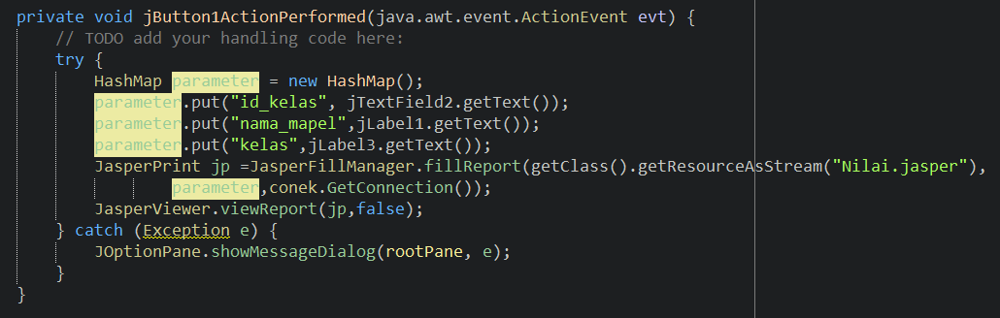 private void jButton1ActionPerformed(java.awt.event.ActionEvent evt) {
// TODO add your handling code here:
try {
HashMap parameter = new HashMap();
parameter.put("id_kelas", jTextField2.getText());
parameter.put("nama_mapel",jLabel1.getText());
parameter.put("kelas",jLabel3.getText());
JasperPrint jp =JasperFillManager.fillReport(getClass().getResourceAsStream("Nilai.jasper"),
parameter,conek.GetConnection());
JasperViewer.viewReport(jp,false);
} catch (Exception e) {
JOptionPane.showMessageDialog(rootPane, e);
}
}